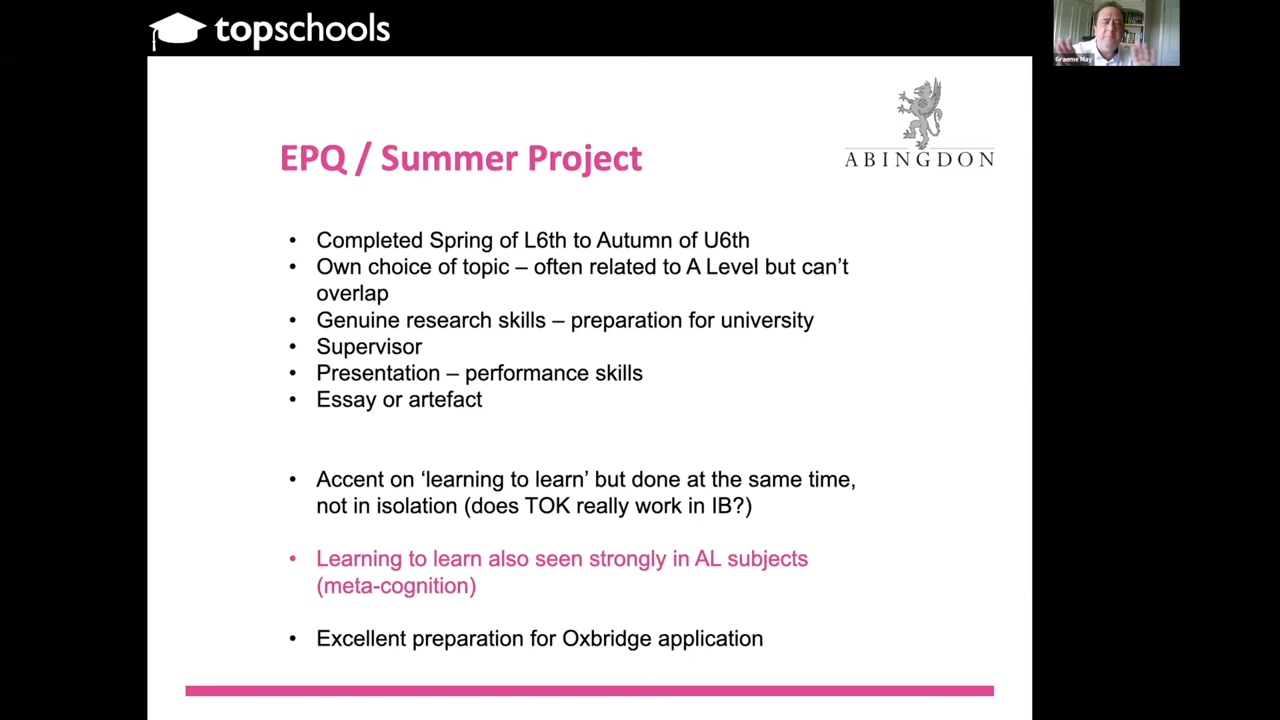 topschools
Graeme May
ABINGDON
EPQ / Summer Project
• Completed Spring of L6th to Autumn of U6th
• Own choice of topic – often related to A Level but can’t
overlap
• Genuine research skills – preparation for university
• Supervisor
• Presentation – performance skills
• Essay or artefact
• Accent on ‘learning to learn’ but done at the same time,
not in isolation (does TOK really work in IB?)
• Learning to learn also seen strongly in AL subjects
(meta-cognition)
• Excellent preparation for Oxbridge application